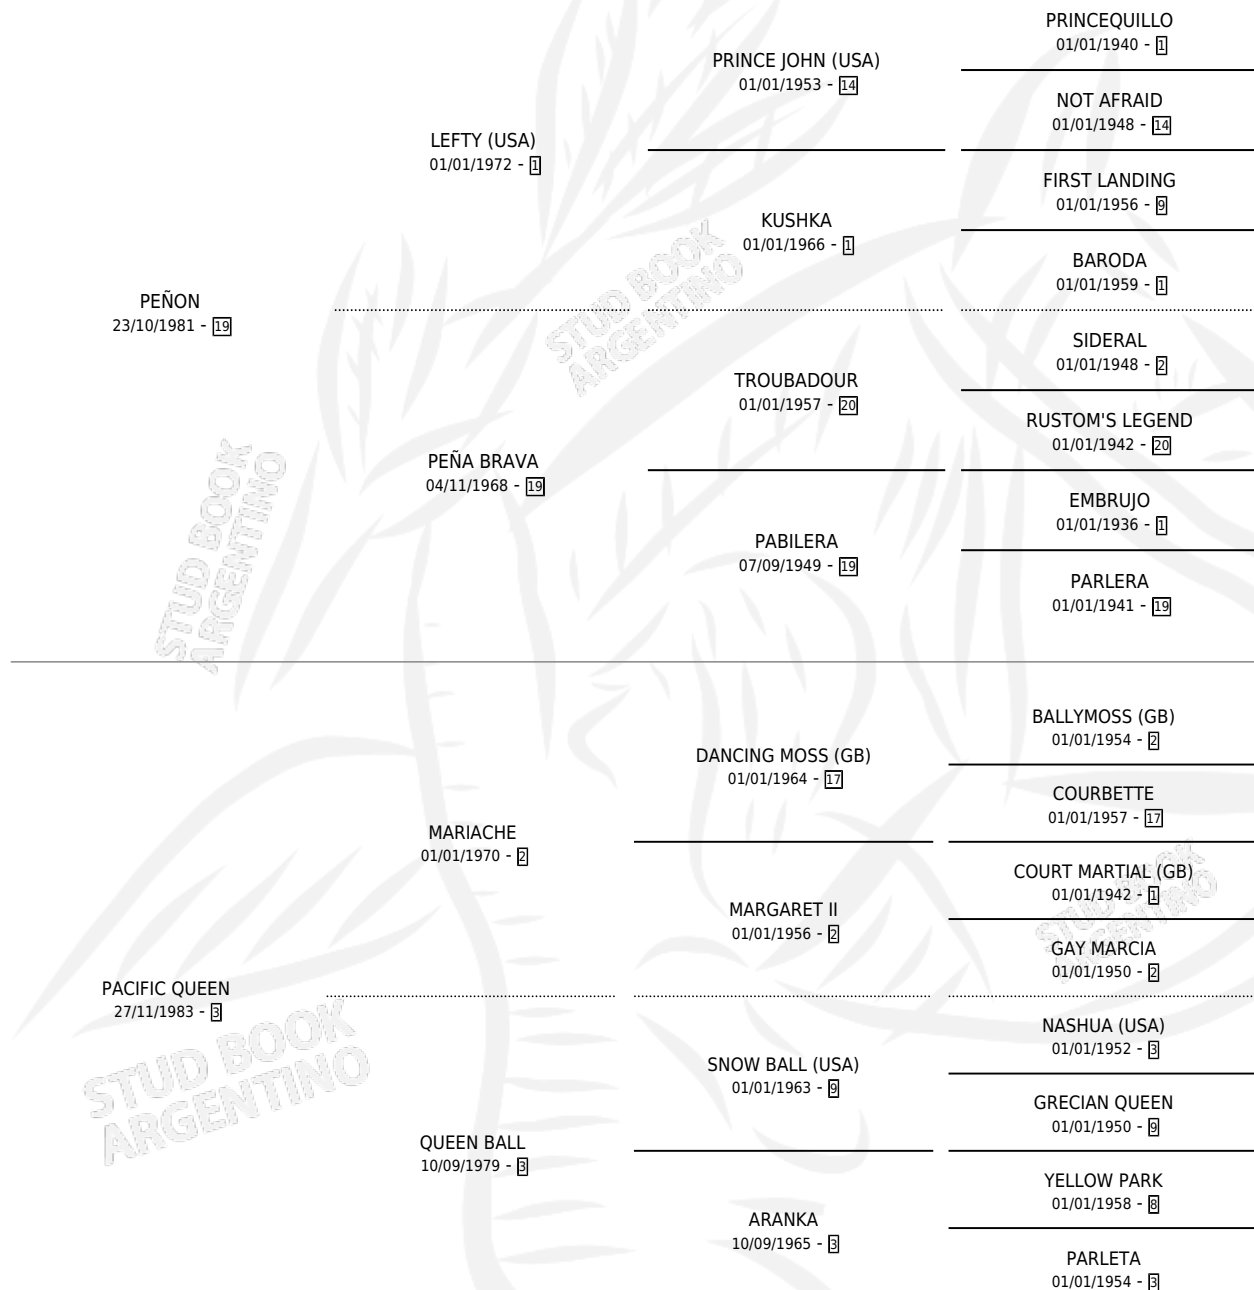 PRINCEQUILLO
01/01/1940 - 1
PRINCE JOHN (USA)
01/01/1953 - 14
NOT AFRAID
01/01/1948 - 14
LEFTY (USA)
01/01/1972 - 1
FIRST LANDING
01/01/1956 - 9
KUSHKA
01/01/1966 - 1
BARODA
01/01/1959 - 1
PEÑON
23/10/1981 - 19
SIDERAL
01/01/1948 - 2
TROUBADOUR
01/01/1957 - 20
RUSTOM'S LEGEND
01/01/1942 - 20
PEÑA BRAVA
04/11/1968 - 19
EMBRUJO
01/01/1936 - 1
PABILERA
07/09/1949 - 19
PARLERA
01/01/1941 - 19
STUD BOOK
ARGENTINO
STUD BOOK
ARGENTINO
BALLYMOSS (GB)
01/01/1954 - 2
DANCING MOSS (GB)
01/01/1964 - 17
COURBETTE
01/01/1957 - 17
MARIACHE
01/01/1970 - 2
COURT MARTIAL (GB)
01/01/1942 - 1
MARGARET II
01/01/1956 - 2
GAY MARCIA
01/01/1950 - 2
STUD BOOK
ARGENTINO
PACIFIC QUEEN
27/11/1983 - 3
NASHUA (USA)
01/01/1952 - 3
SNOW BALL (USA)
01/01/1963 - 9
GRECIAN QUEEN
01/01/1950 - 9
QUEEN BALL
10/09/1979 - 3
YELLOW PARK
01/01/1958 - 8
ARANKA
10/09/1965 - 3
PARLETA
01/01/1954 - 3
STUD BOOK
ARGENTINO